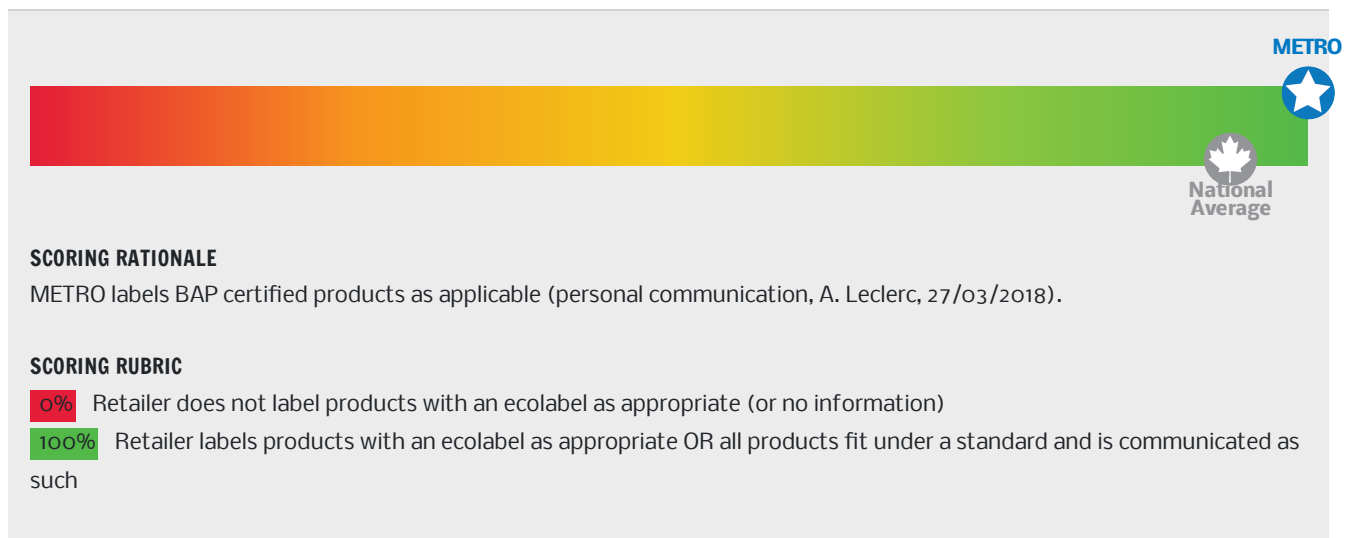 METRO
National
Average
SCORING RATIONALE
METRO labels BAP certified products as applicable (personal communication, A. Leclerc, 27/03/2018).
SCORING RUBRIC
0% Retailer does not label products with an ecolabel as appropriate (or no information)
100% Retailer labels products with an ecolabel as appropriate OR all products fit under a standard and is communicated as
such